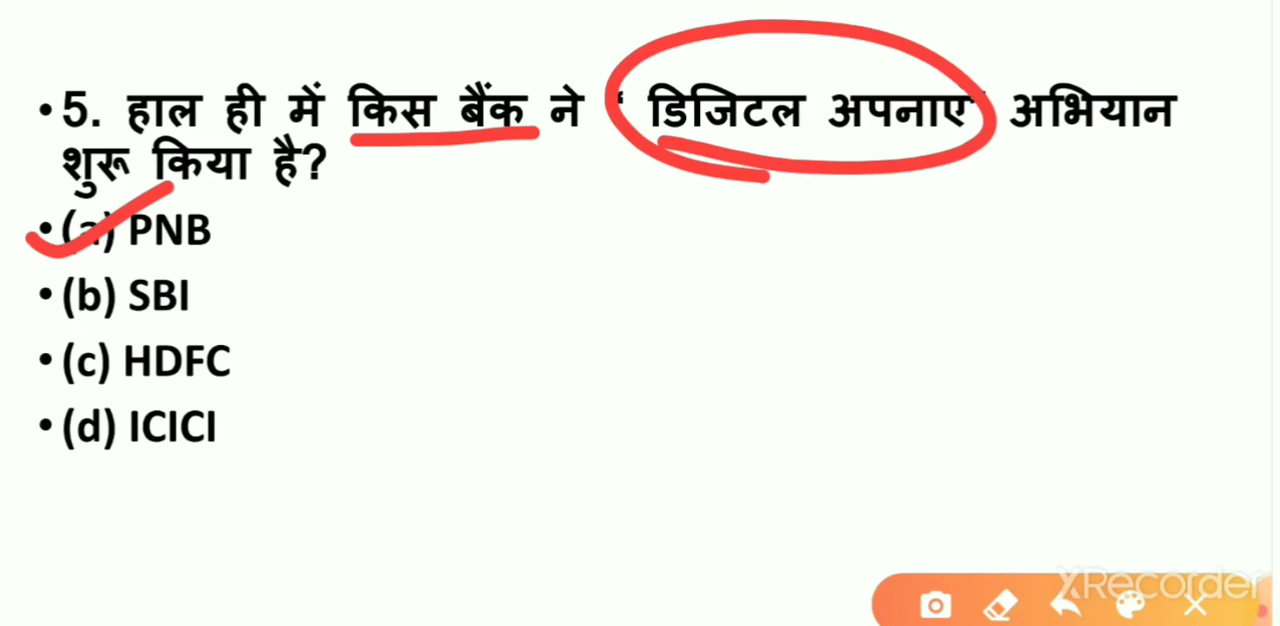 • 5. हाल ही में किस बैंक ने ‘ डिजिटल अपनाए’ अभियान
शुरू किया है?
• (a) PNB
• (b) SBI
• (c) HDFC
• (d) ICICI
XRecorder